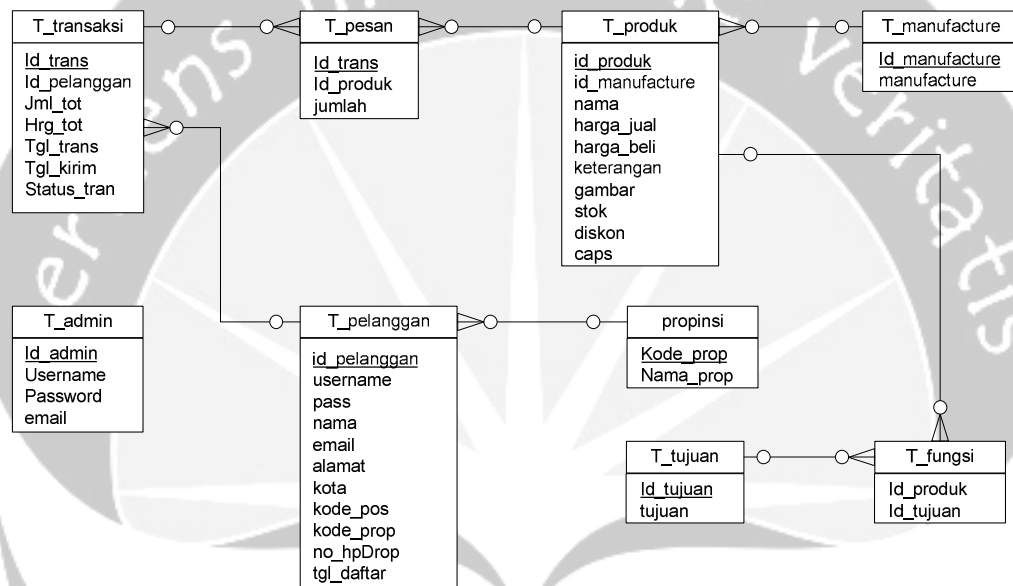 T_transaksi
Id_trans
Id_pelanggan
Jml_tot
Hrg_tot
Tgl_trans
Tgl_kirim
Status_tran
T_pesan
Id_trans
Id_produk
jumlah
T_produk
id_produk
id_manufacture
nama
harga_jual
harga_beli
keterangan
gambar
stok
diskon
caps
T_manufacture
Id_manufacture
manufacture
T_admin
Id_admin
Username
Password
email
T_pelanggan
id_pelanggan
username
pass
nama
email
alamat
kota
kode_pos
kode_prop
no_hpDrop
tgl_daftar
propinsi
Kode_prop
Nama_prop
T_tujuan
Id_tujuan
tujuan
T_fungsi
Id_produk
Id_tujuan
veritatis